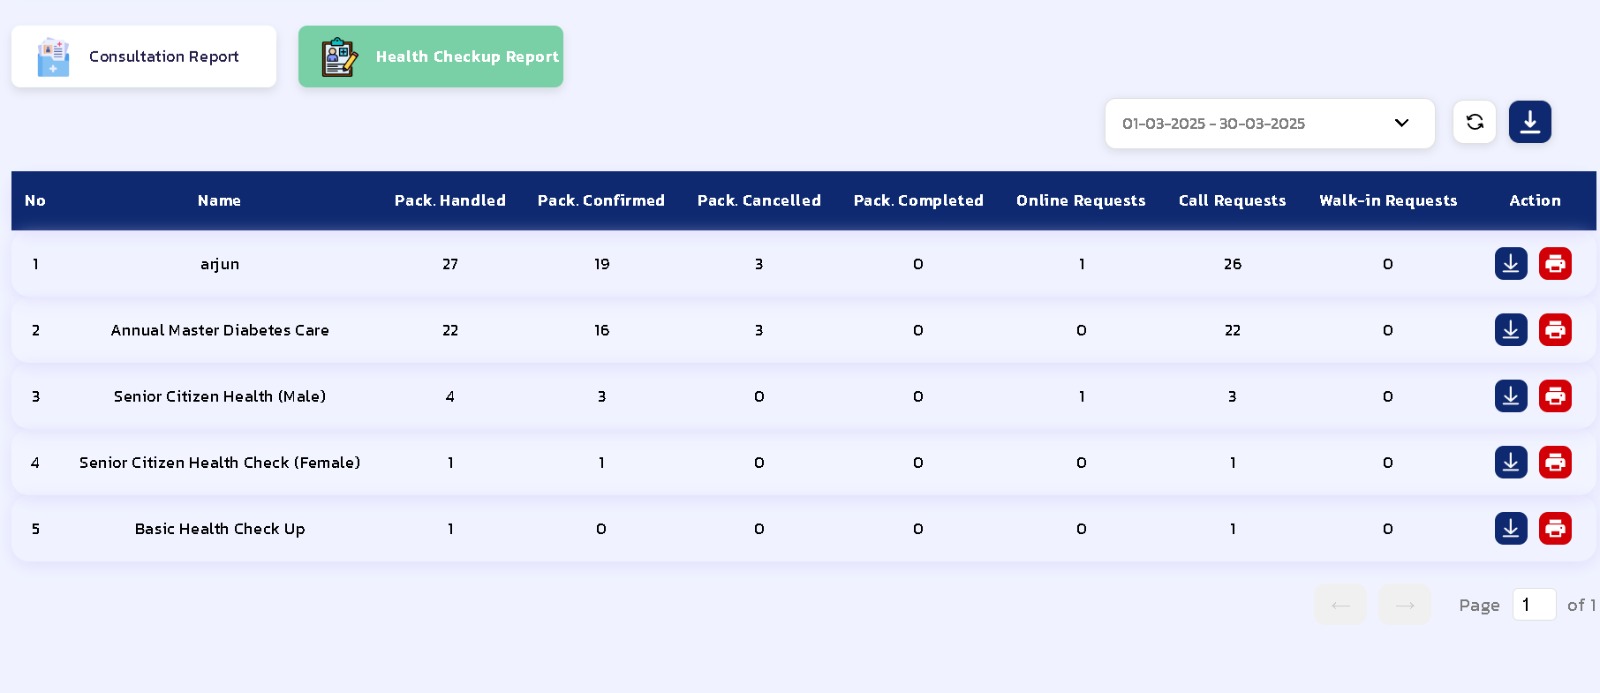 Consultation Report
Health Checkup Report
01-03-2025 - 30-03-2025
No Name Pack. Handled Pack. Confirmed Pack. Cancelled Pack. Completed Online Requests Call Requests Walk-in Requests Action
1 arjun 27 19 3 0 1 26 0
2 Annual Master Diabetes Care 22 16 3 0 0 22 0
3 Senior Citizen Health (Male) 4 3 0 0 1 3 0
4 Senior Citizen Health Check (Female) 1 1 0 0 0 1 0
5 Basic Health Check Up 1 0 0 0 0 1 0
Page 1 of 1